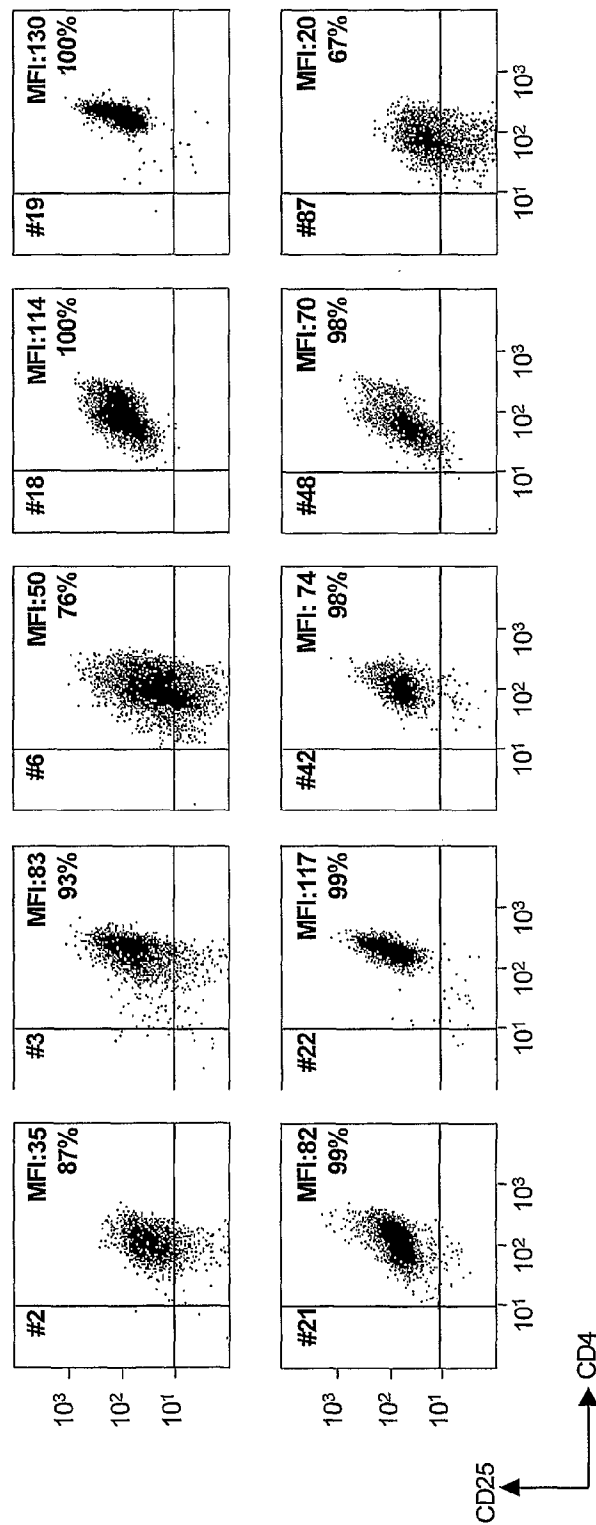 #2
MFI:35
87%
#3
MFI:83
93%
#6
MFI:50
76%
#18
MFI:114
100%
#19
MFI:130
100%
10³
10²
10¹
#21
MFI:82
99%
#22
MFI:117
99%
#42
MFI: 74
98%
#48
MFI:70
98%
#87
MFI:20
67%
10³
10²
10¹
10¹ 10² 10³
10¹ 10² 10³
10¹ 10² 10³
10¹ 10² 10³
10¹ 10² 10³
CD25
CD4